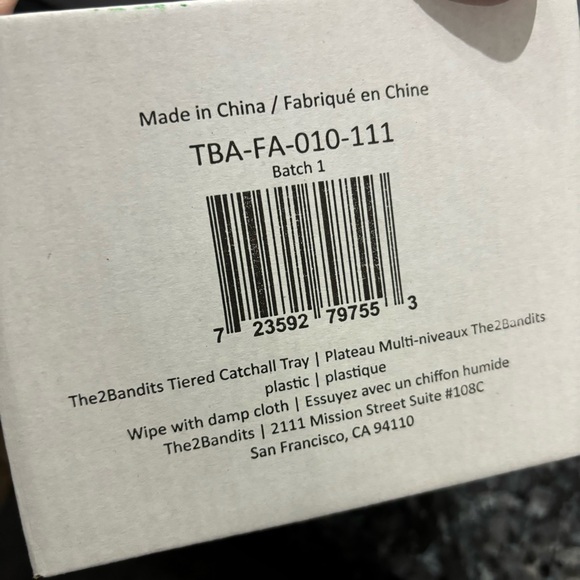 Made in China / Fabriqué en Chine
TBA-FA-010-111
Batch 1
7 23592 79755 3
The2Bandits Tiered Catchall Tray | Plateau Multi-niveaux The2Bandits
plastic | plastique
Wipe with damp cloth | Essuyez avec un chiffon humide
The2Bandits | 2111 Mission Street Suite #108C
San Francisco, CA 94110